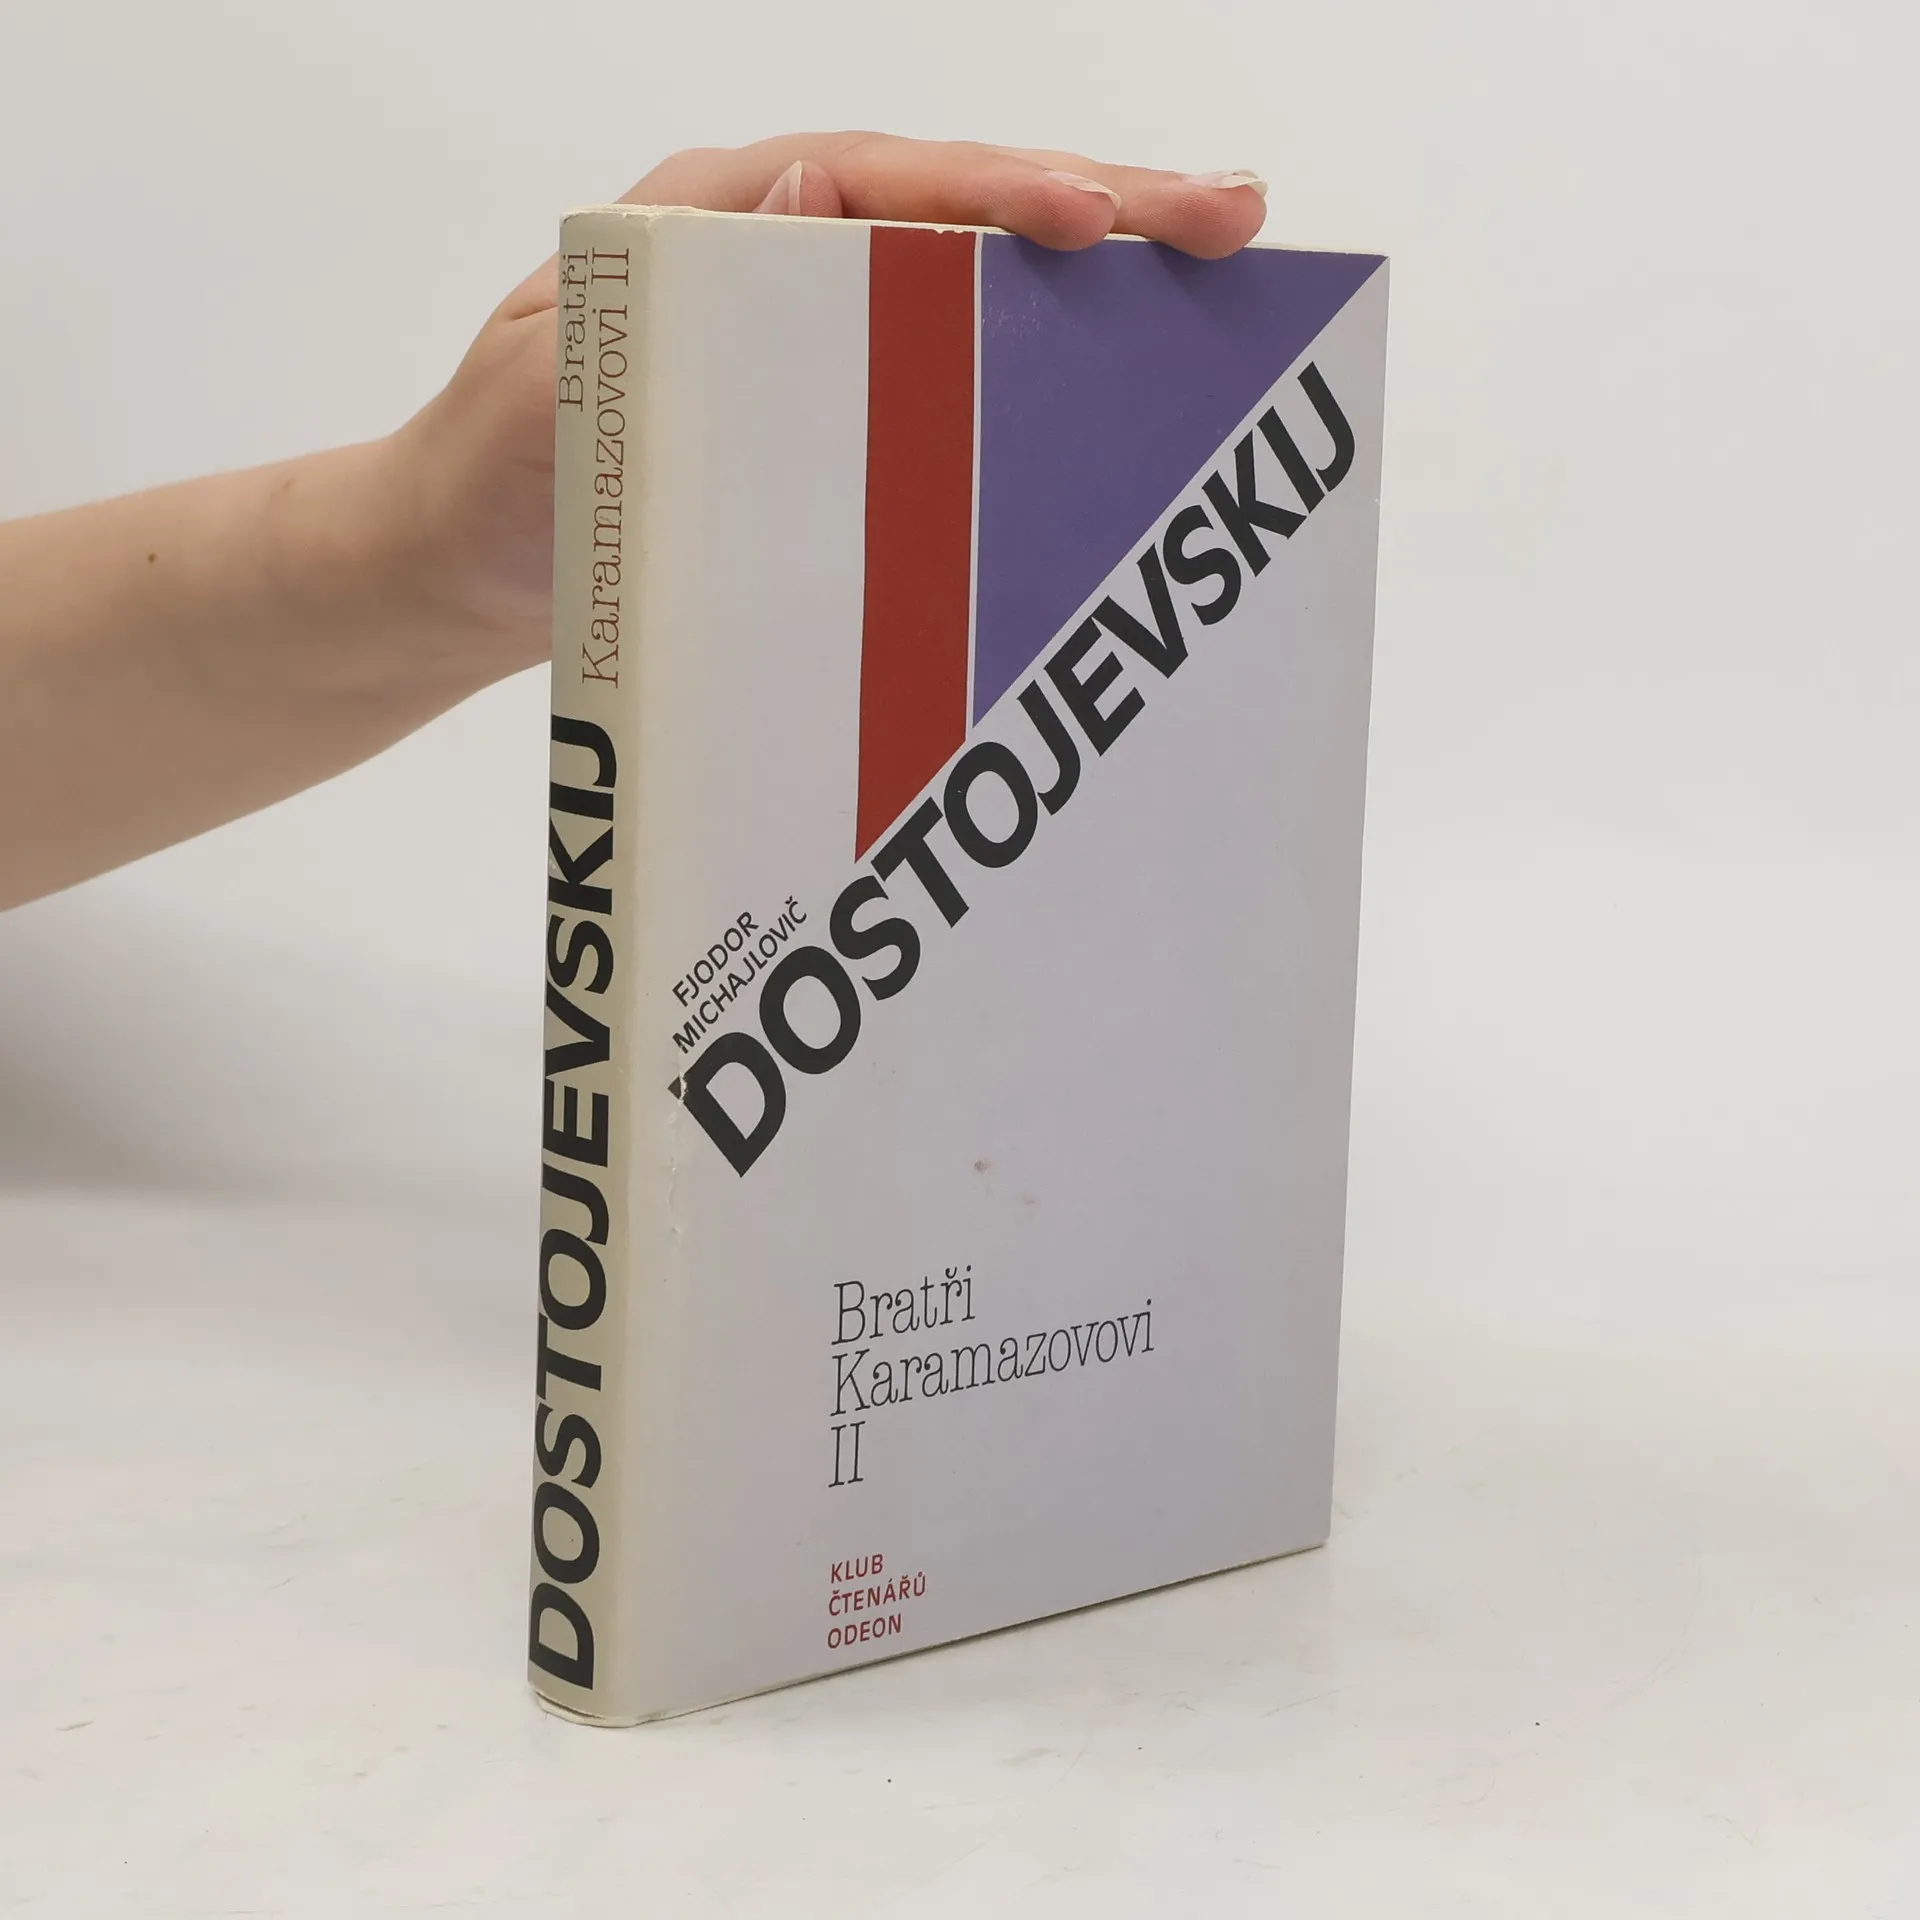 Bratři
Karamazovovi II
DOSTOJEVSKIJ
FJODOR
MICHAJLOVIČ
DOSTOJEVSKIJ
Bratři
Karamazovovi
II
KLUB
ČTENÁŘŮ
ODEON